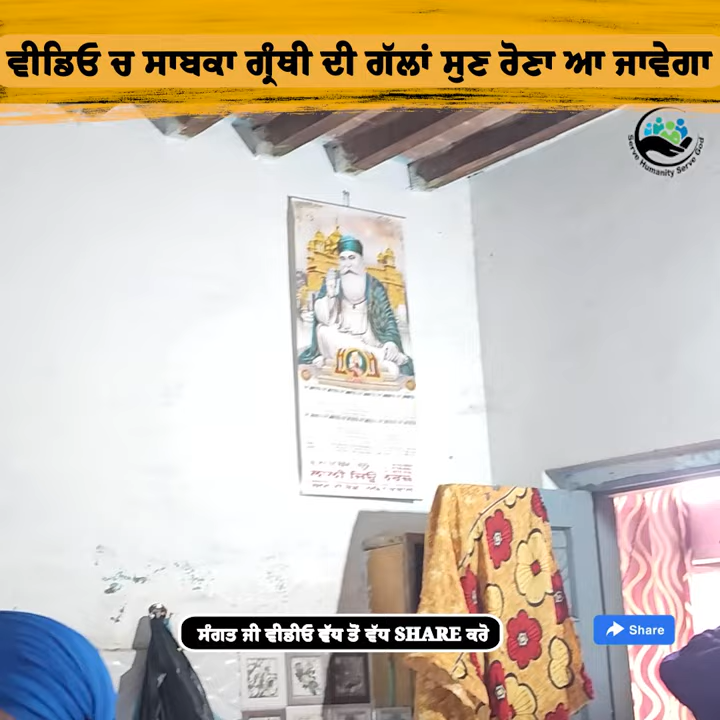 ਵੀਡਿਓ ਚ ਸਾਬਕਾ ਗ੍ਰੰਥੀ ਦੀ ਗੱਲਾਂ ਸੁਣ ਰੋਣਾ ਆ ਜਾਵੇਗਾ
Serve Humanity Serve God
ਸੰਗਤ ਜੀ ਵੀਡੀਓ ਵੱਧ ਤੋਂ ਵੱਧ SHARE ਕਰੋ
Share